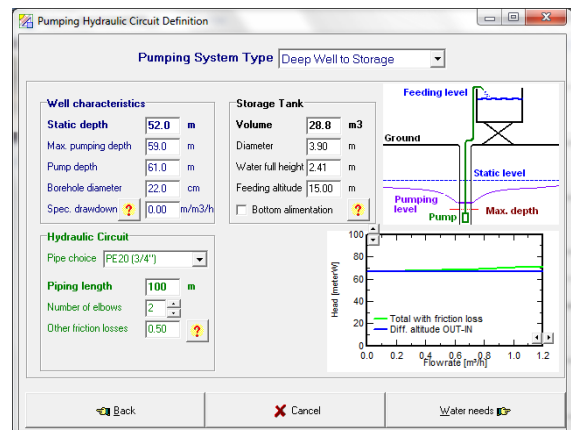 Pumping Hydraulic Circuit Definition
Pumping System Type Deep Well to Storage
Well characteristics
Static depth 52.0 m
Max. pumping depth 59.0 m
Pump depth 61.0 m
Borehole diameter 22.0 cm
Spec. drawdown ? 0.00 m/m3/h
Storage Tank
Volume 28.8 m3
Diameter 3.90 m
Water full height 2.41 m
Feeding altitude 15.00 m
Bottom alimentation ?
Feeding level
Ground
Static level
Pumping
level
Pump
Max. depth
Hydraulic Circuit
Pipe choice PE20 (3/4")
Piping length 100 m
Number of elbows 2
Other friction losses 0.50 ?
Head [meterW]
100
80
60
40
20
0
Total with friction loss
Diff. altitude OUT-IN
0.0 0.2 0.4 0.6 0.8 1.0 1.2
Flowrate [m³/h]
Back
Cancel
Water needs